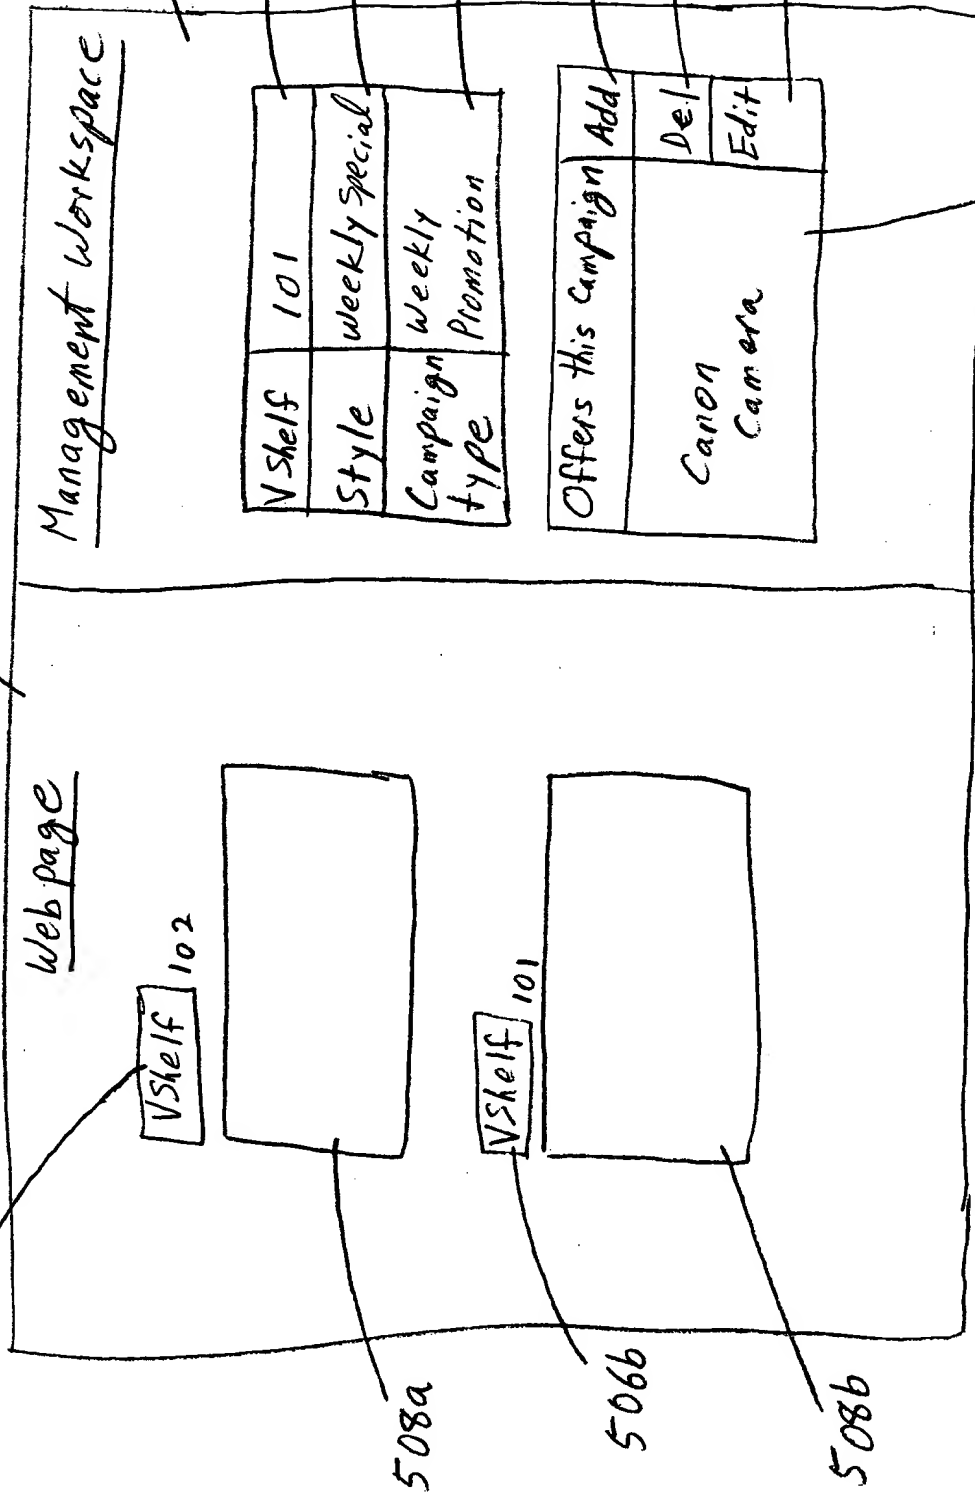 Web page
VShelf 102
VShelf 101
508a
506b
508b
Management Workspace
VShelf 101
Style Weekly Special
Campaign type Weekly
Promotion
Offers this Campaign Add
Canon
Camera
Del
Edit